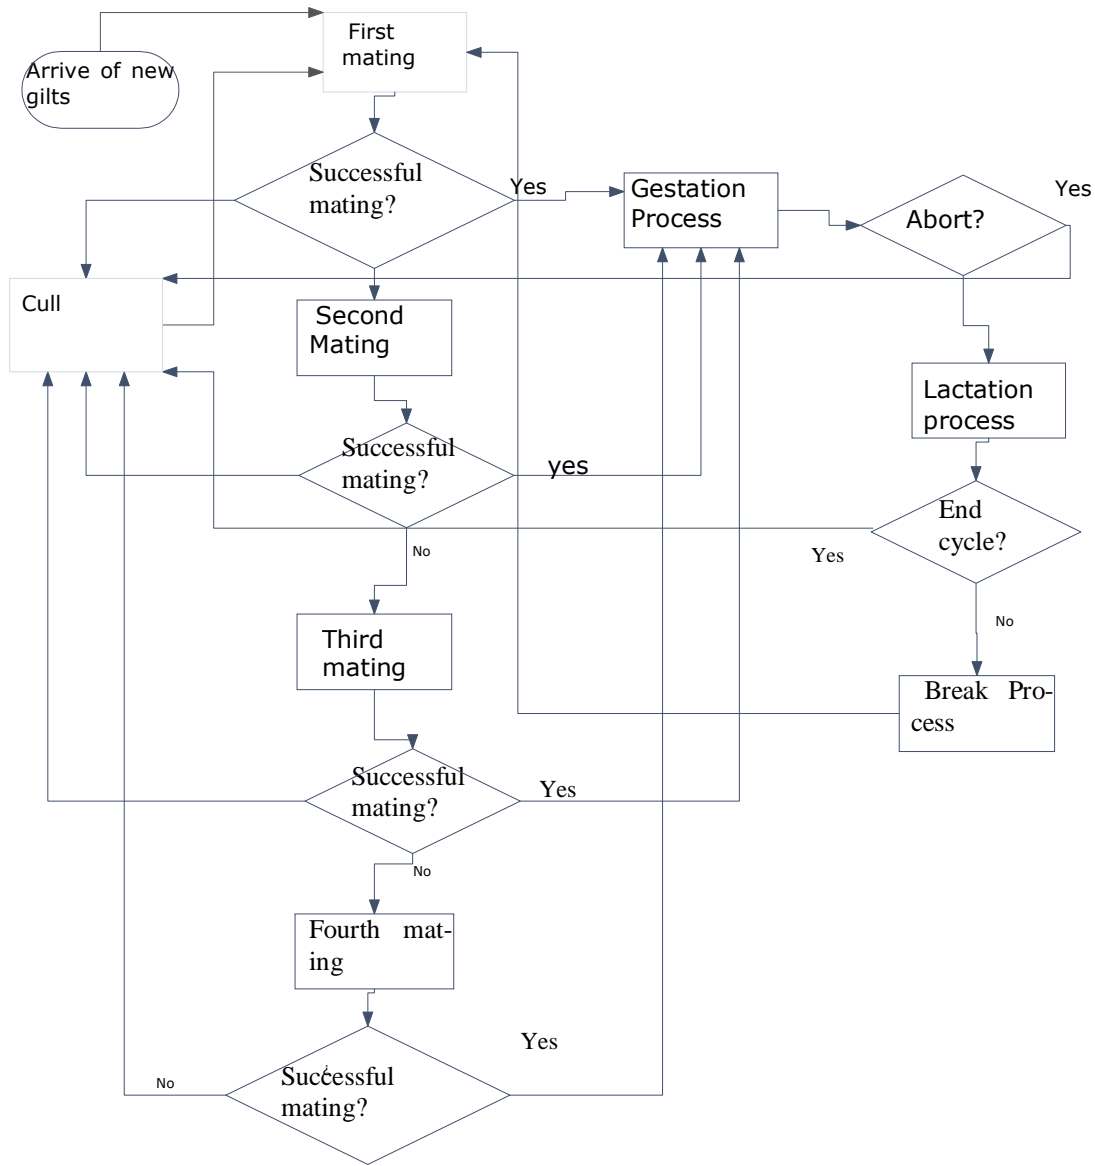 First
mating
Arrive of new
gilts
Successful
mating?
Yes
Gestation
Process
Abort?
Yes
Cull
Second
Mating
Lactation
process
Successful
mating?
yes
End
cycle?
No
Yes
No
Third
mating
Break Pro-
cess
Successful
mating?
Yes
No
Fourth mat-
ing
Yes
No
Successful
mating?